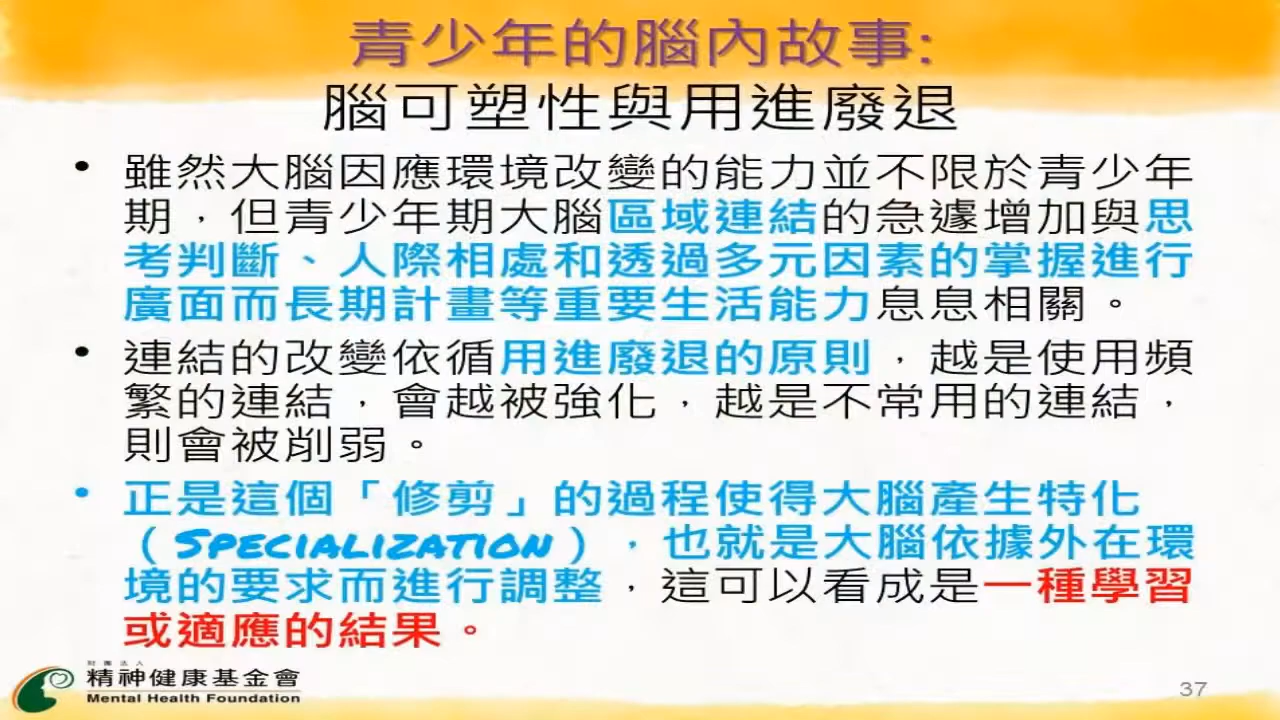 青少年的腦內故事:
腦可塑性與用進廢退
• 雖然大腦因應環境改變的能力並不限於青少年
期，但青少年期大腦區域連結的急遽增加與思
考判斷、人際相處和透過多元因素的掌握進行
廣面而長期計畫等重要生活能力息息相關。
• 連結的改變依循用進廢退的原則，越是使用頻
繁的連結，會越被強化，越是不常用的連結，
則會被削弱。
• 正是這個「修剪」的過程使得大腦產生特化
（SPECIALIZATION），也就是大腦依據外在環
境的要求而進行調整，這可以看成是一種學習
或適應的結果。
財團法人
精神健康基金會
Mental Health Foundation
37